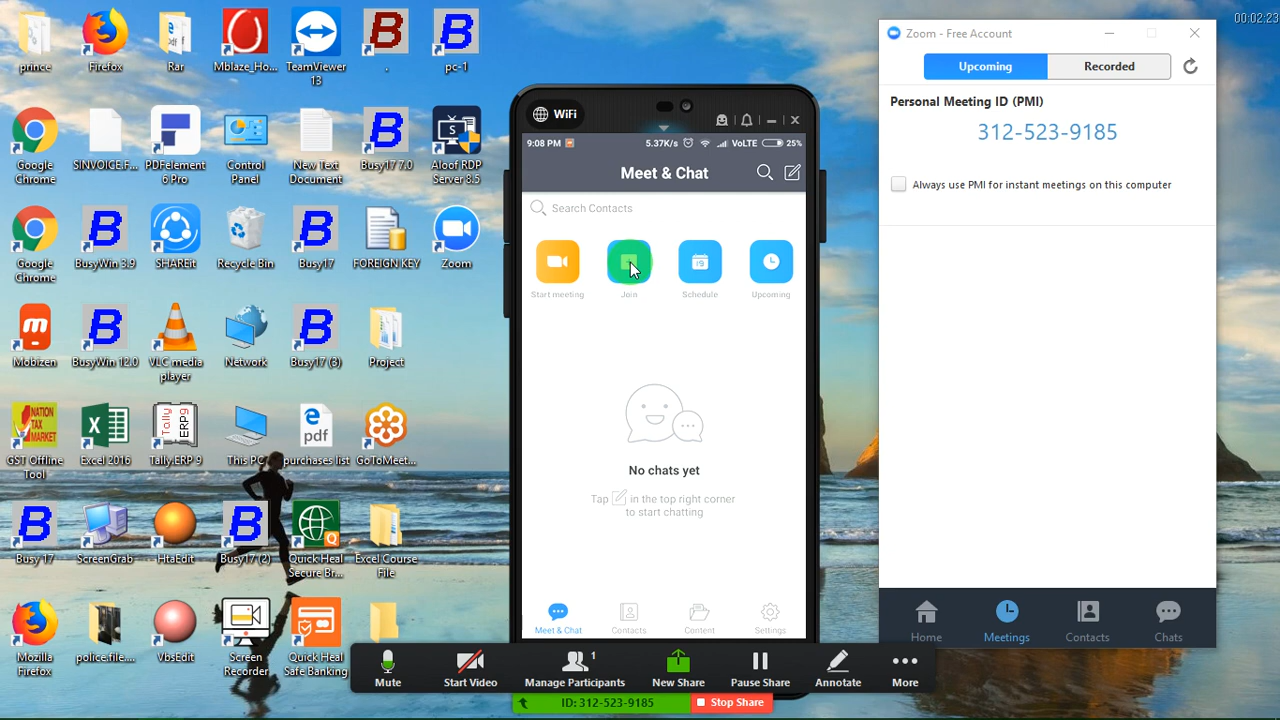 00:02:23
prince
Firefox
Rar
Mblaze_Ho...
TeamViewer
13
.
pc-1
Google
Chrome
SINVOICE.F...
PDFelement
6 Pro
Control
Panel
New Text
Document
Busy17 7.0
Aloof RDP
Server 8.5
Google
Chrome
BusyWin 3.9
SHAREit
Recycle Bin
Busy17
FOREIGN KEY
Zoom
Mobizen
BusyWin 12.0
VLC media
player
Network
Busy17 (3)
Project
NATION
TAX
MARKET
GST Offline
Tool
Excel 2016
Tally
ERP9
Tally.ERP 9
This PC
pdf
purchases list
GoToMeet...
Busy 17
ScreenGrab
HtaEdit
Busy17 (2)
Quick Heal
Secure Br...
Excel Course
File
Mozilla
Firefox
police.file....
VbsEdit
Screen
Recorder
Quick Heal
Safe Banking
WiFi
9:08 PM
5.37K/s
VoLTE
25%
Meet & Chat
Search Contacts
19
Start meeting
Join
Schedule
Upcoming
No chats yet
Tap in the top right corner
to start chatting
Meet & Chat
Contacts
Content
Settings
Zoom - Free Account
Upcoming
Recorded
Personal Meeting ID (PMI)
312-523-9185
Always use PMI for instant meetings on this computer
Home
Meetings
Contacts
Chats
1
Mute
Start Video
Manage Participants
New Share
Pause Share
Annotate
More
ID: 312-523-9185
Stop Share